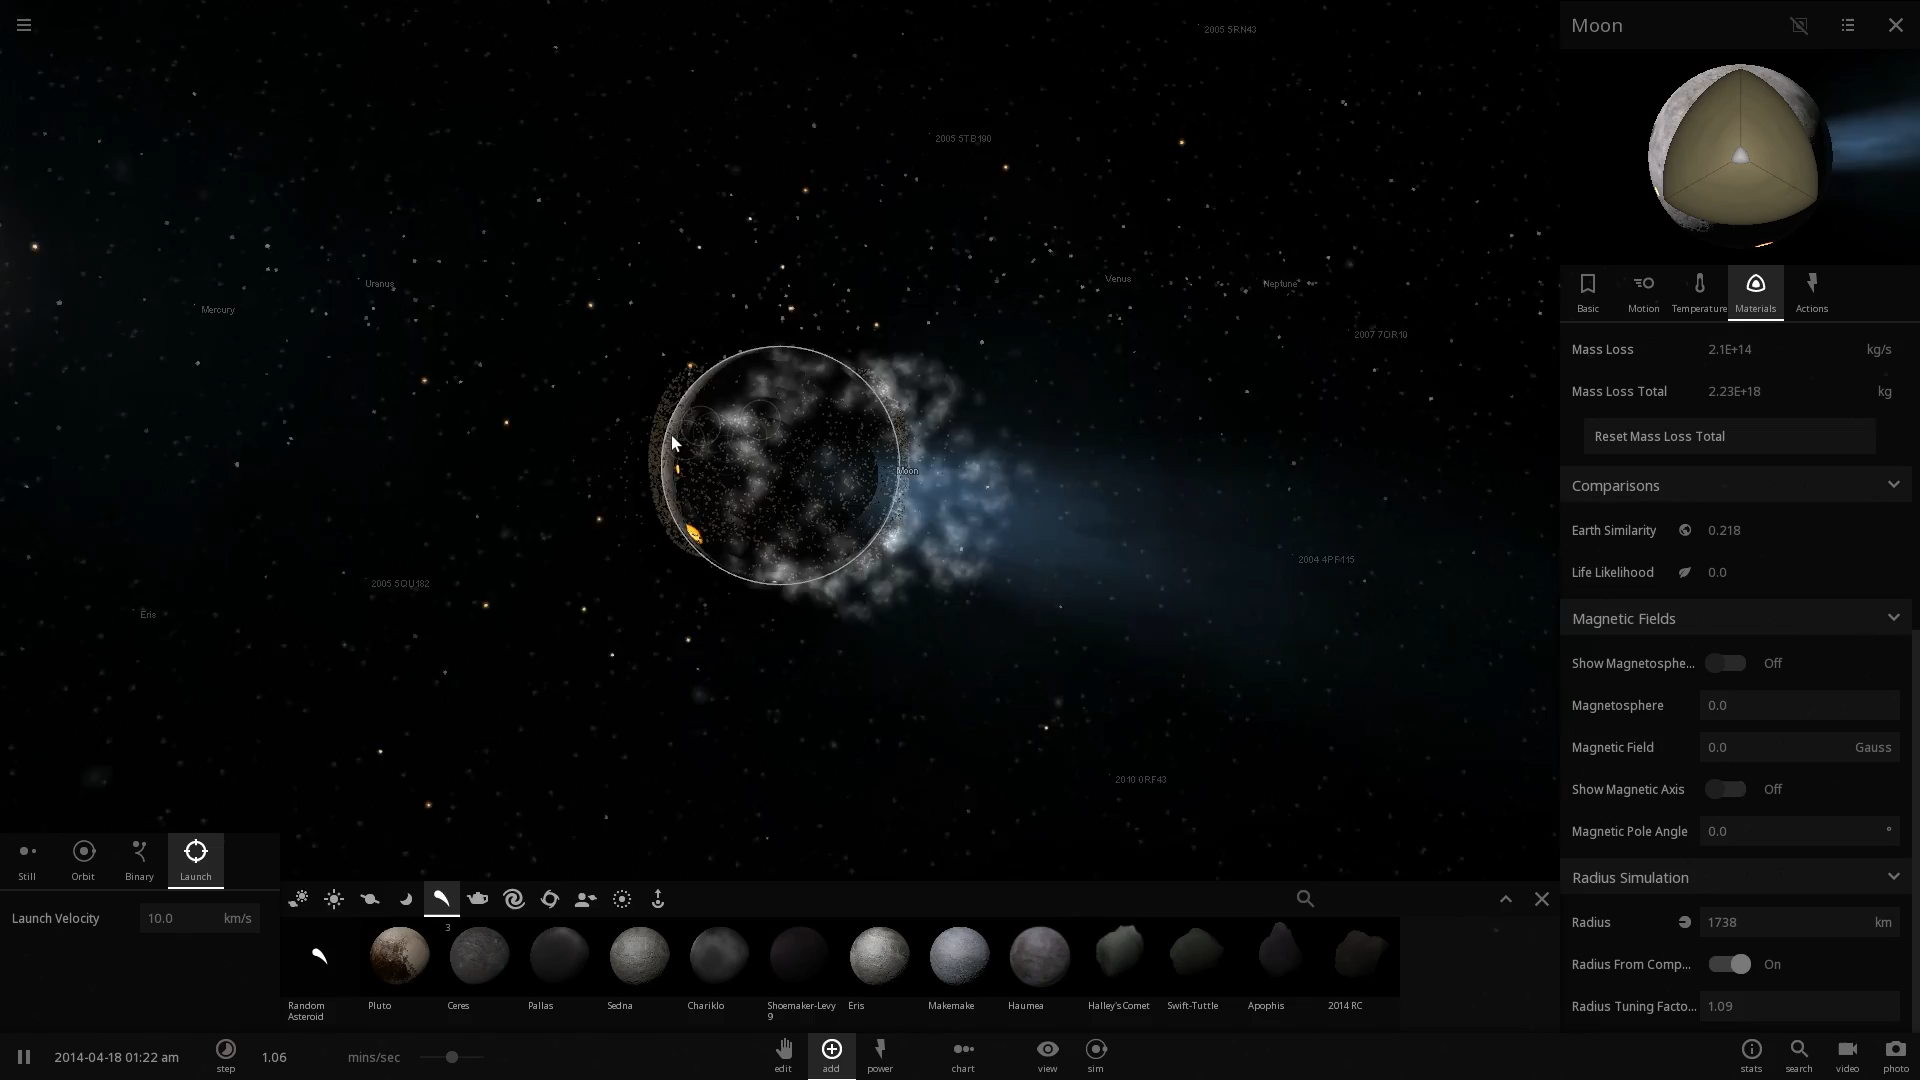 2005 SRN43
2005 STB190
Uranus
Mercury
Venus
Neptune
2007 7OR10
Moon
2004 4PF115
2005 5QU182
Eris
2010 0RF43
Moon
Basic
Motion
Temperature
Materials
Actions
Mass Loss 2.1E+14 kg/s
Mass Loss Total 2.23E+18 kg
Reset Mass Loss Total
Comparisons
Earth Similarity 0.218
Life Likelihood 0.0
Magnetic Fields
Show Magnetosphe... Off
Magnetosphere 0.0
Magnetic Field 0.0 Gauss
Show Magnetic Axis Off
Magnetic Pole Angle 0.0 °
Radius Simulation
Radius 1738 km
Radius From Comp... On
Radius Tuning Facto... 1.09
Still
Orbit
Binary
Launch
Launch Velocity 10.0 km/s
3
Random
Asteroid
Pluto
Ceres
Pallas
Sedna
Chariklo
Shoemaker-Levy
9
Eris
Makemake
Haumea
Halley's Comet
Swift-Tuttle
Apophis
2014 RC
2014-04-18 01:22 am
step
1.06 mins/sec
edit
add
power
chart
view
sim
stats
search
video
photo